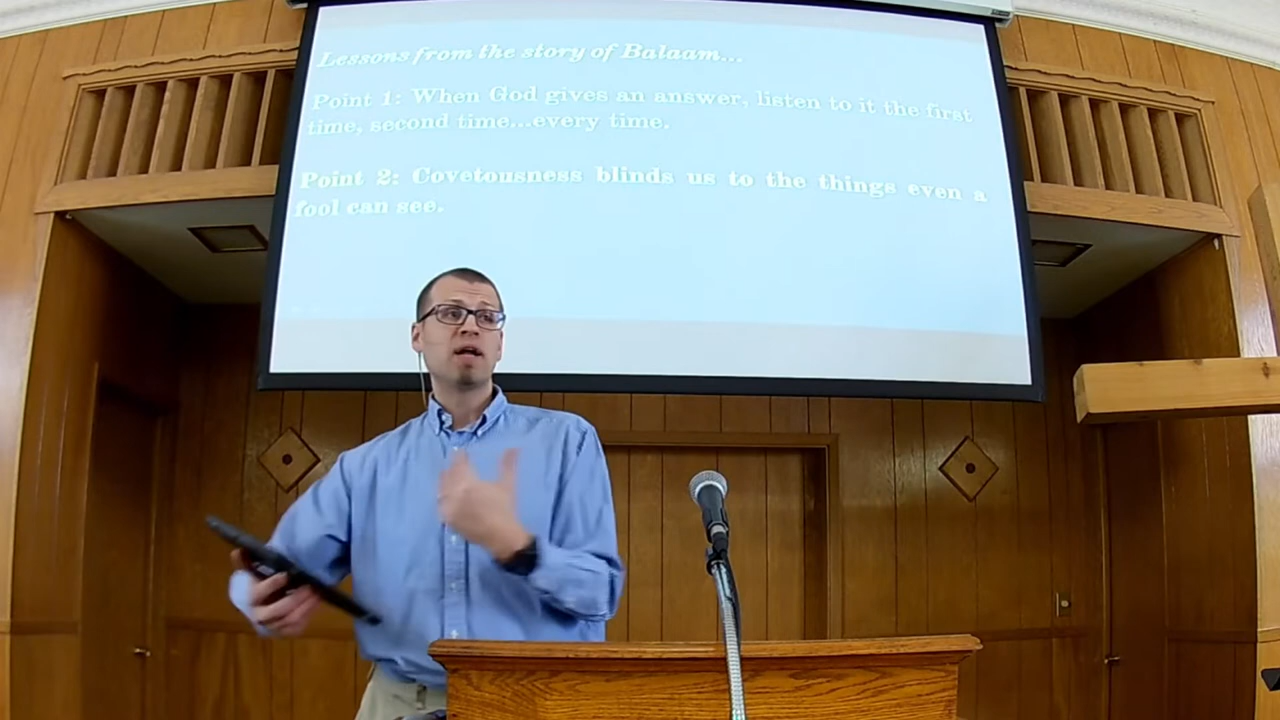 Lessons from the story of Balaam...
Point 1: When God gives an answer, listen to it the first
time, second time...every time.
Point 2: Covetousness blinds us to the things even a
fool can see.